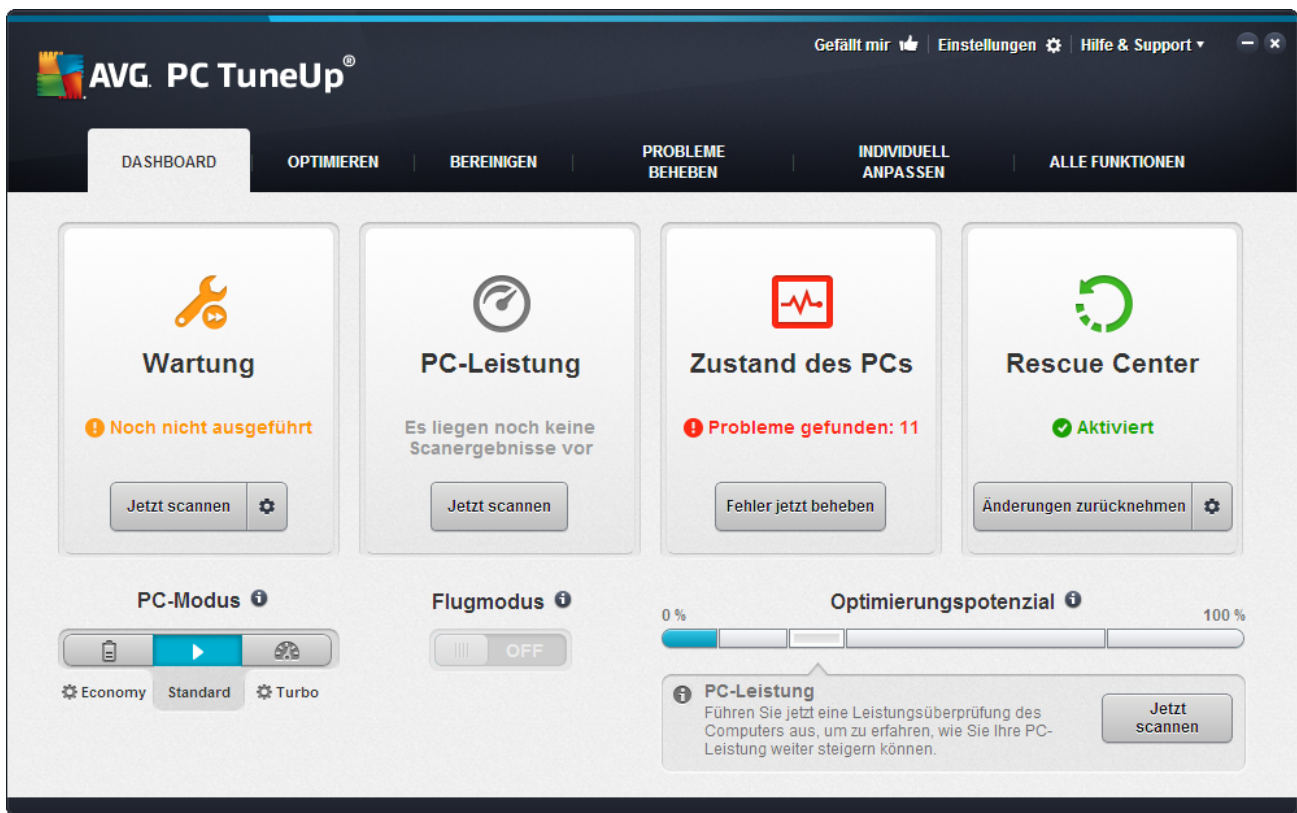 Gefällt mir | Einstellungen | Hilfe & Support
AVG. PC TuneUp®
DASHBOARD
OPTIMIEREN
BEREINIGEN
PROBLEME
BEHEBEN
INDIVIDUELL
ANPASSEN
ALLE FUNKTIONEN
Wartung
Noch nicht ausgeführt
Jetzt scannen
PC-Leistung
Es liegen noch keine
Scanergebnisse vor
Jetzt scannen
Zustand des PCs
Probleme gefunden: 11
Fehler jetzt beheben
Rescue Center
Aktiviert
Änderungen zurücknehmen
PC-Modus
Economy
Standard
Turbo
Flugmodus
OFF
Optimierungspotenzial
0 %
100 %
PC-Leistung
Führen Sie jetzt eine Leistungsüberprüfung des
Computers aus, um zu erfahren, wie Sie Ihre PC-
Leistung weiter steigern können.
Jetzt
scannen